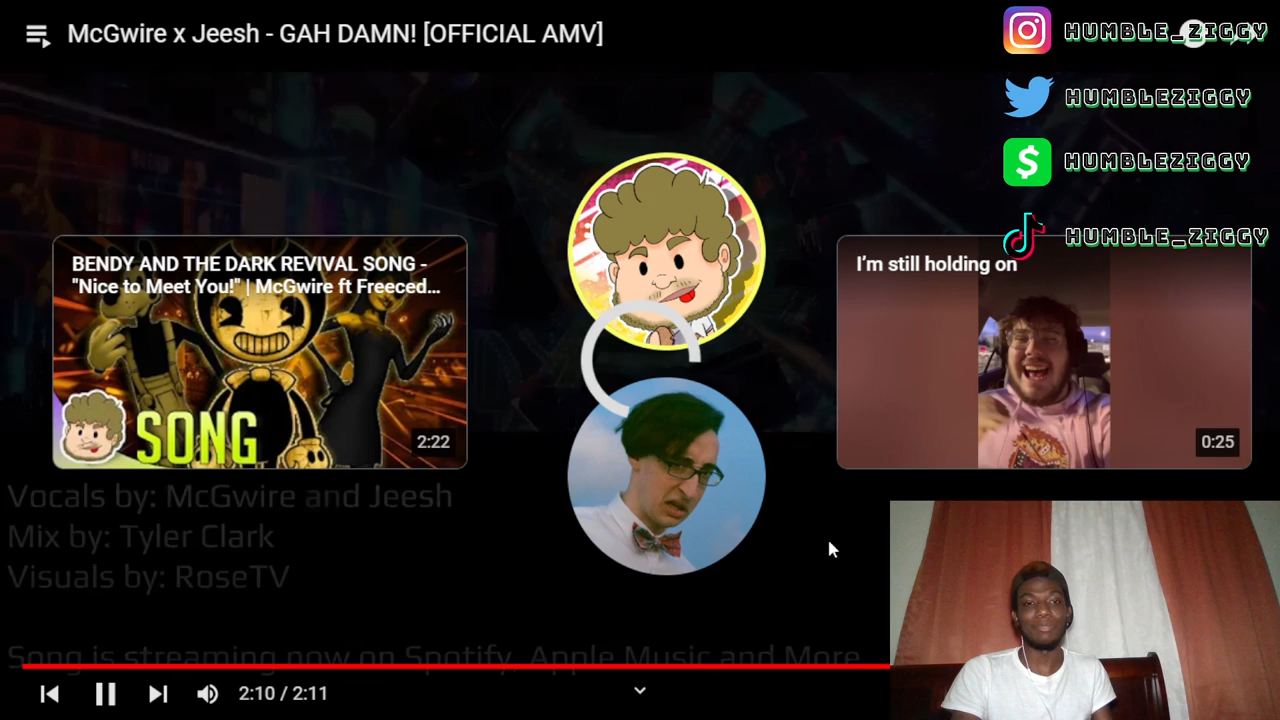 McGwire x Jeesh - GAH DAMN! [OFFICIAL AMV]
HUMBLE_ZIGGY
HUMBLEZIGGY
HUMBLEZIGGY
HUMBLE_ZIGGY
BENDY AND THE DARK REVIVAL SONG -
"Nice to Meet You!" | McGwire ft Freeced...
SONG
2:22
I'm still holding on
0:25
Vocals by: McGwire and Jeesh
Mix by: Tyler Clark
Visuals by: RoseTV
Song is streaming now on Spotify, Apple Music and More
2:10 / 2:11